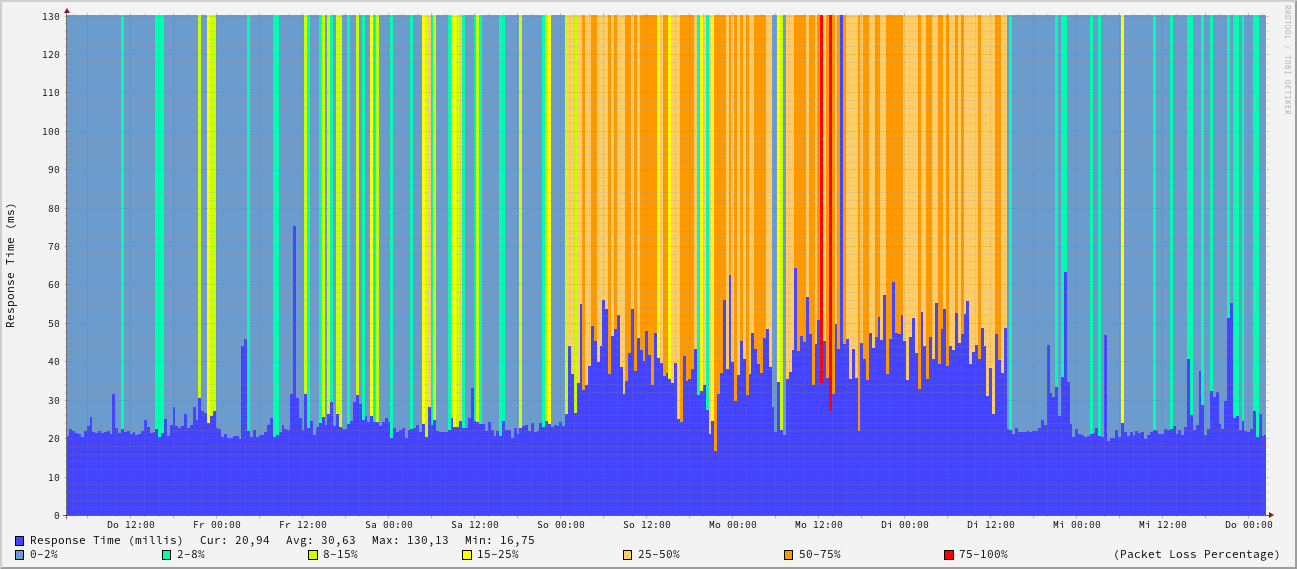 RRDTOOL / TOBI OETIKER
Response Time (ms)
130
120
110
100
90
80
70
60
50
40
30
20
10
0
Do 12:00 Fr 00:00 Fr 12:00 Sa 00:00 Sa 12:00 So 00:00 So 12:00 Mo 00:00 Mo 12:00 Di 00:00 Di 12:00 Mi 00:00 Mi 12:00 Do 00:00
Response Time (millis) Cur: 20,94 Avg: 30,63 Max: 130,13 Min: 16,75
0-2% 2-8% 8-15% 15-25% 25-50% 50-75% 75-100% (Packet Loss Percentage)